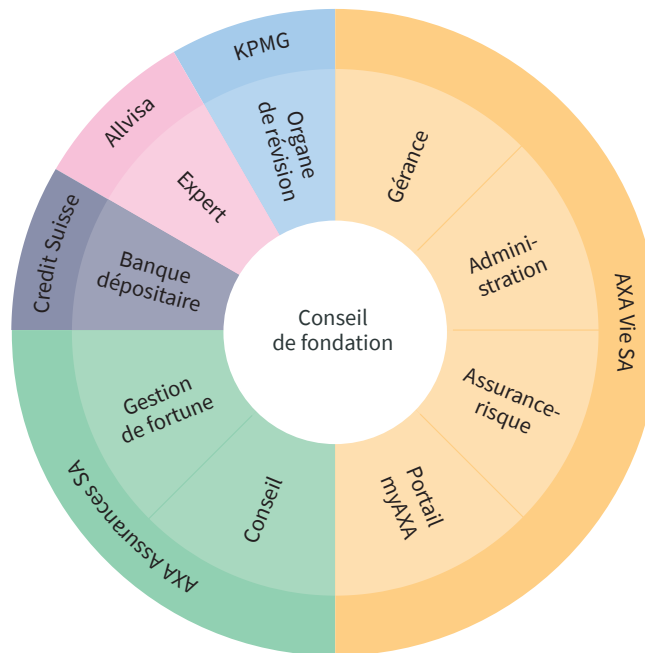 KPMG
Allvisa
Credit Suisse
AXA Assurances SA
AXA Vie SA
Organe
de révision
Expert
Banque
dépositaire
Gestion
de fortune
Conseil
Gérance
Admini-
stration
Assurance-
risque
Portail
myAXA
Conseil
de fondation